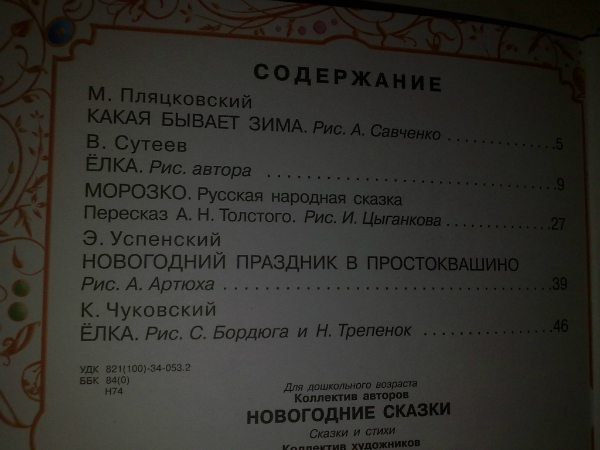 СОДЕРЖАНИЕ
М. Пляцковский
КАКАЯ БЫВАЕТ ЗИМА. Рис. А. Савченко . . . . . . . . . . . . 5
В. Сутеев
ЁЛКА. Рис. автора . . . . . . . . . . . . . . . . . . . . . . . . . . . . . 9
МОРОЗКО. Русская народная сказка
Пересказ А. Н. Толстого. Рис. И. Цыганкова . . . . . . . . . . . . 27
Э. Успенский
НОВОГОДНИЙ ПРАЗДНИК В ПРОСТОКВАШИНО
Рис. А. Артюха . . . . . . . . . . . . . . . . . . . . . . . . . . . . . . . . . 39
К. Чуковский
ЁЛКА. Рис. С. Бордюга и Н. Трепенок . . . . . . . . . . . . . . . 46
УДК 821(100)-34-053.2
ББК 84(0)
Н74
Для дошкольного возраста
Коллектив авторов
НОВОГОДНИЕ СКАЗКИ
Сказки и стихи
Коллектив художников